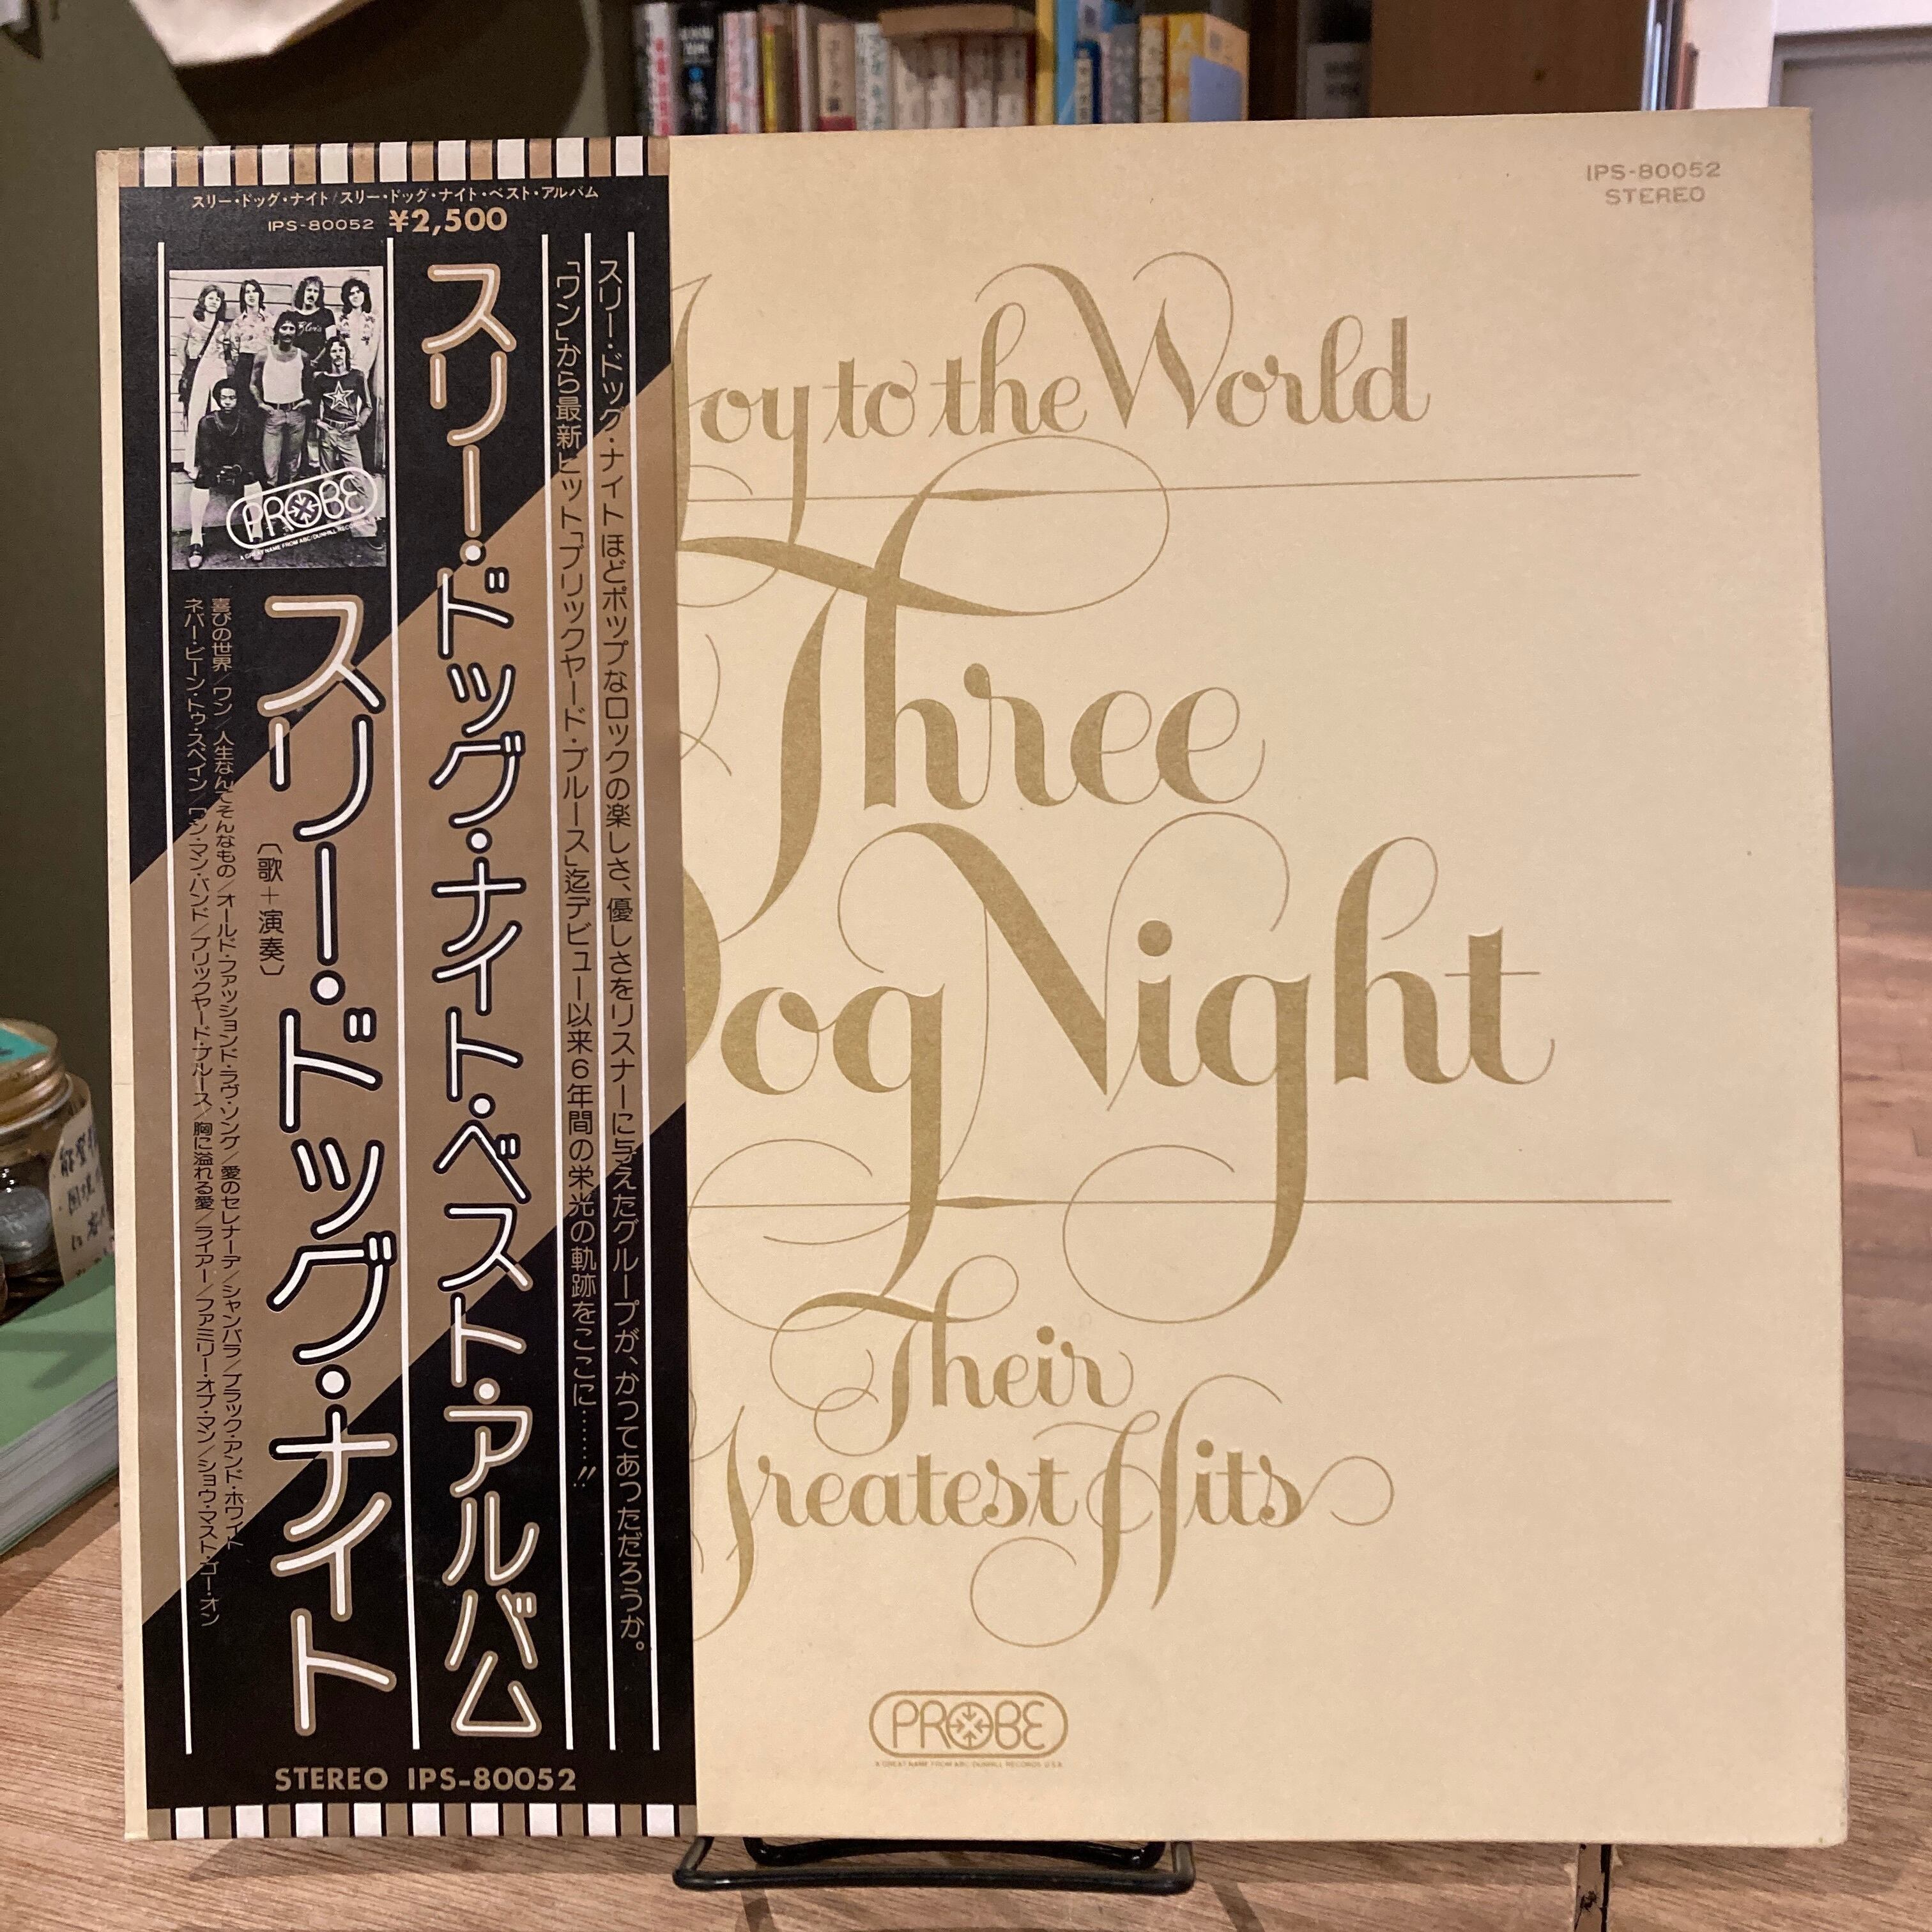 スリー・ドッグ・ナイト/スリー・ドッグ・ナイト・ベスト・アルバム
IPS-80052 ¥2,500
スリー・ドッグ・ナイトほどポップなロックの楽しさ、優しさをリスナーに与えたグループが、かつてあっただろうか。
「ワン」から最新ヒット「ブリックヤード・ブルース」迄デビュー以来6年間の栄光の軌跡をここに……!!
スリー・ドッグ・ナイト・ベスト・アルバム
スリー・ドッグ・ナイト
〔歌+演奏〕
PROBE
A GREAT NAME FROM ABC/DUNHILL RECORDS
喜びの世界/ワン/人生なんてそんなもの/オールド・ファッションド・ラヴ・ソング/愛のセレナーデ/シャンバラ/ブラック・アンド・ホワイト
ネバー・ビーン・トゥ・スペイン/ワン・マン・バンド/ブリックヤード・ブルース/胸に溢れる愛/ライアー/ファミリー・オブ・マン/ショウ・マスト・ゴー・オン
STEREO IPS-80052
IPS-80052
STEREO
Joy to the World
Three
Dog Night
Their
Greatest Hits
PROBE
A GREAT NAME FROM ABC/DUNHILL RECORDS U.S.A.